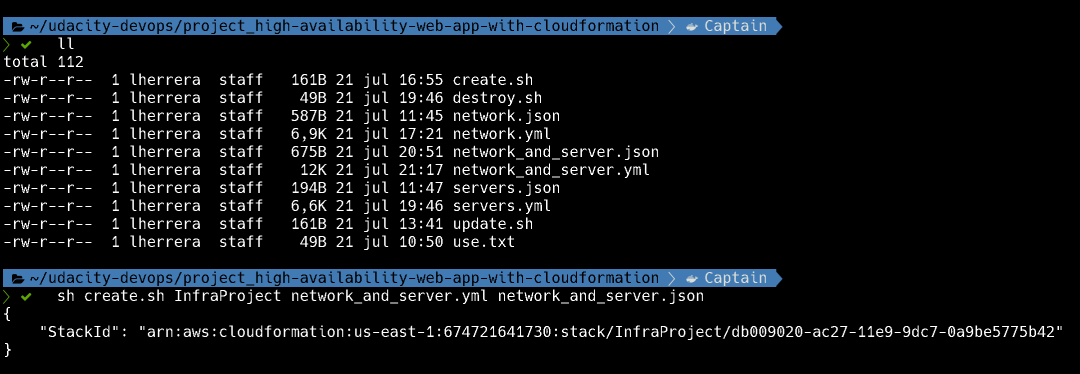 ~/udacity-devops/project_high-availability-web-app-with-cloudformation Captain
ll
total 112
-rw-r--r-- 1 lherrera staff 161B 21 jul 16:55 create.sh
-rw-r--r-- 1 lherrera staff 49B 21 jul 19:46 destroy.sh
-rw-r--r-- 1 lherrera staff 587B 21 jul 11:45 network.json
-rw-r--r-- 1 lherrera staff 6,9K 21 jul 17:21 network.yml
-rw-r--r-- 1 lherrera staff 675B 21 jul 20:51 network_and_server.json
-rw-r--r-- 1 lherrera staff 12K 21 jul 21:17 network_and_server.yml
-rw-r--r-- 1 lherrera staff 194B 21 jul 11:47 servers.json
-rw-r--r-- 1 lherrera staff 6,6K 21 jul 19:46 servers.yml
-rw-r--r-- 1 lherrera staff 161B 21 jul 13:41 update.sh
-rw-r--r-- 1 lherrera staff 49B 21 jul 10:50 use.txt
~/udacity-devops/project_high-availability-web-app-with-cloudformation Captain
sh create.sh InfraProject network_and_server.yml network_and_server.json
{
"StackId": "arn:aws:cloudformation:us-east-1:674721641730:stack/InfraProject/db009020-ac27-11e9-9dc7-0a9be5775b42"
}